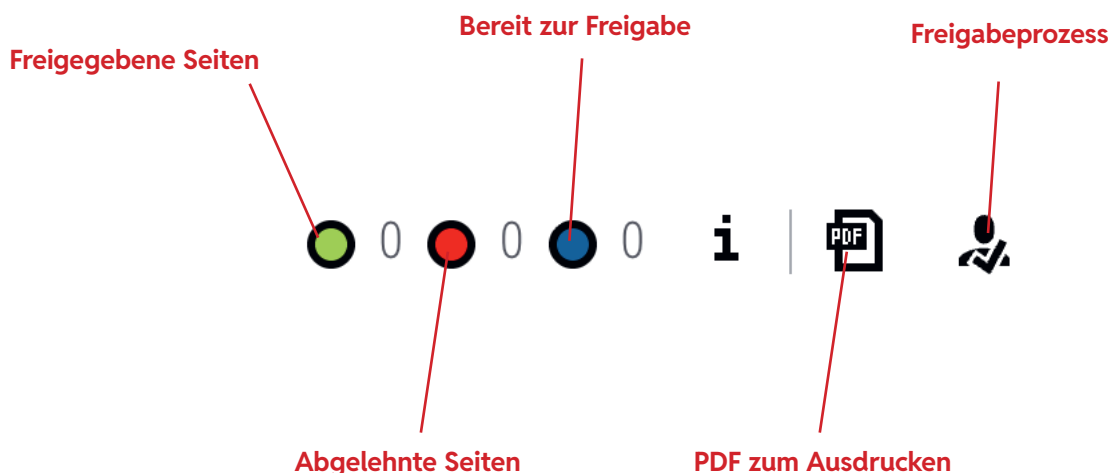 Bereit zur Freigabe
Freigabeprozess
Freigegebene Seiten
0 0 0 i PDF
Abgelehnte Seiten
PDF zum Ausdrucken